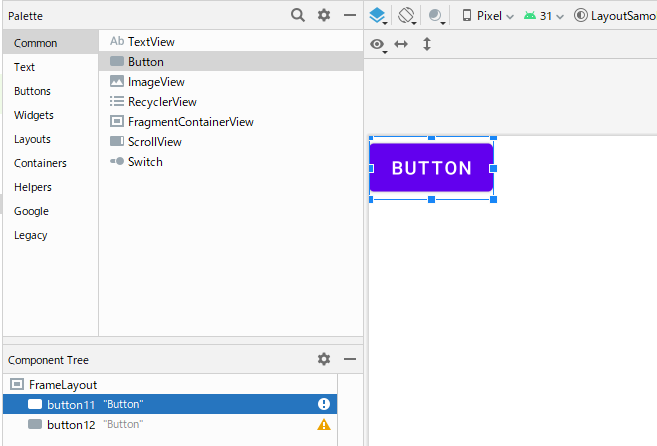 Palette
Pixel 31 LayoutSamo
Common
Text
Buttons
Widgets
Layouts
Containers
Helpers
Google
Legacy
Ab TextView
Button
ImageView
RecyclerView
FragmentContainerView
ScrollView
Switch
BUTTON
Component Tree
FrameLayout
button11 "Button"
button12 "Button"